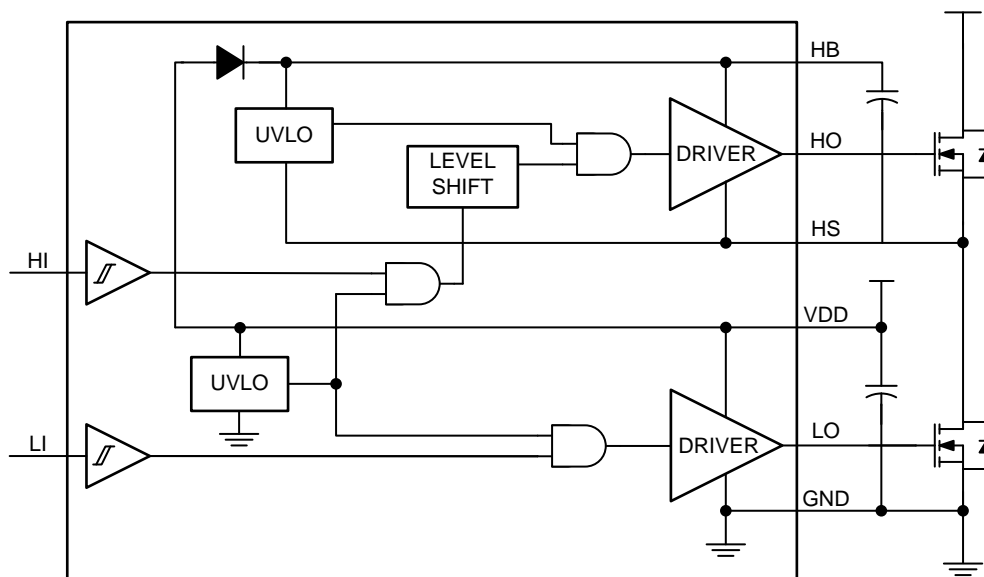 HB
UVLO
LEVEL
SHIFT
DRIVER
HO
HS
HI
VDD
UVLO
LI
DRIVER
LO
GND